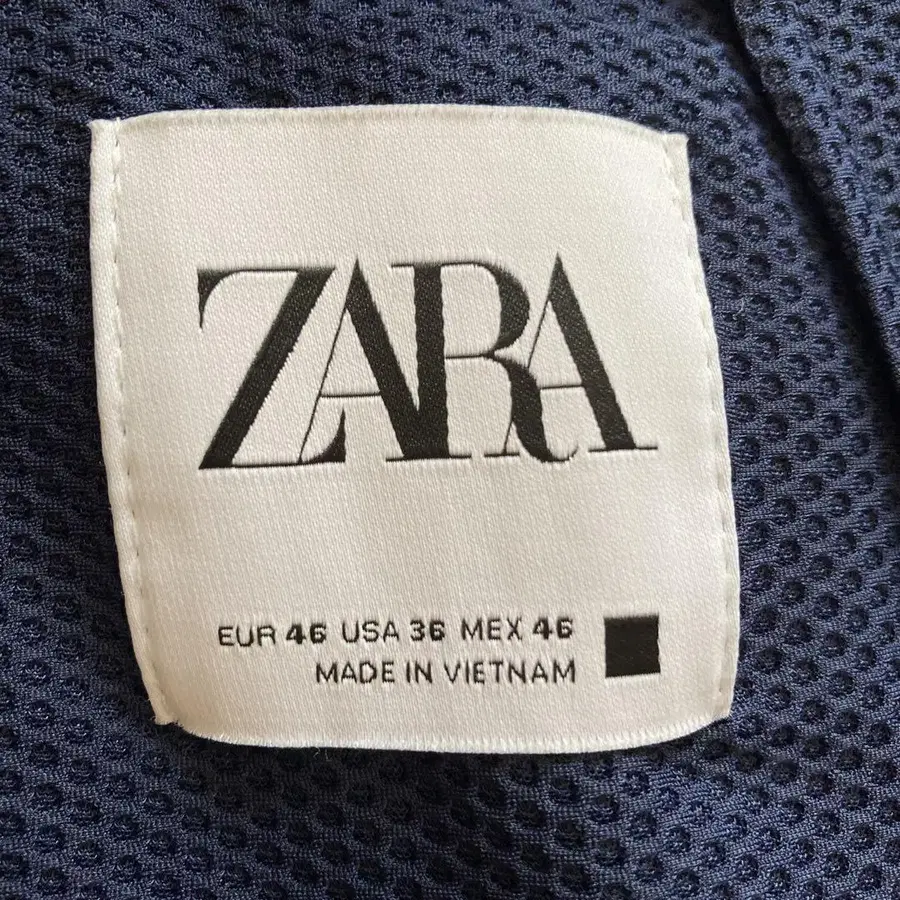 ZARA
EUR 46 USA 36 MEX 46
MADE IN VIETNAM